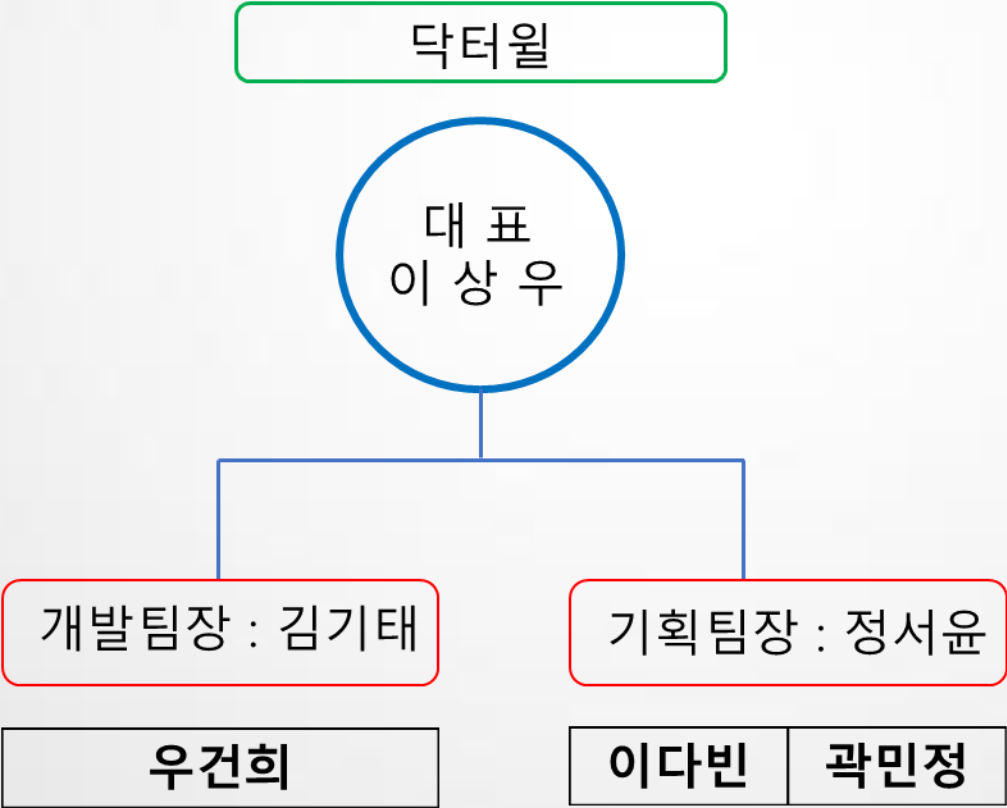 닥터윌
대 표
이 상 우
개발팀장 : 김기태
기획팀장 : 정서윤
우건희
이다빈
곽민정